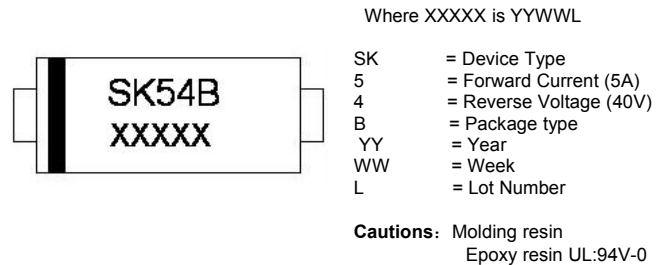 Where XXXXX is YYWWL
SK54B
XXXXX
SK = Device Type
5 = Forward Current (5A)
4 = Reverse Voltage (40V)
B = Package type
YY = Year
WW = Week
L = Lot Number
Cautions：Molding resin
Epoxy resin UL:94V-0